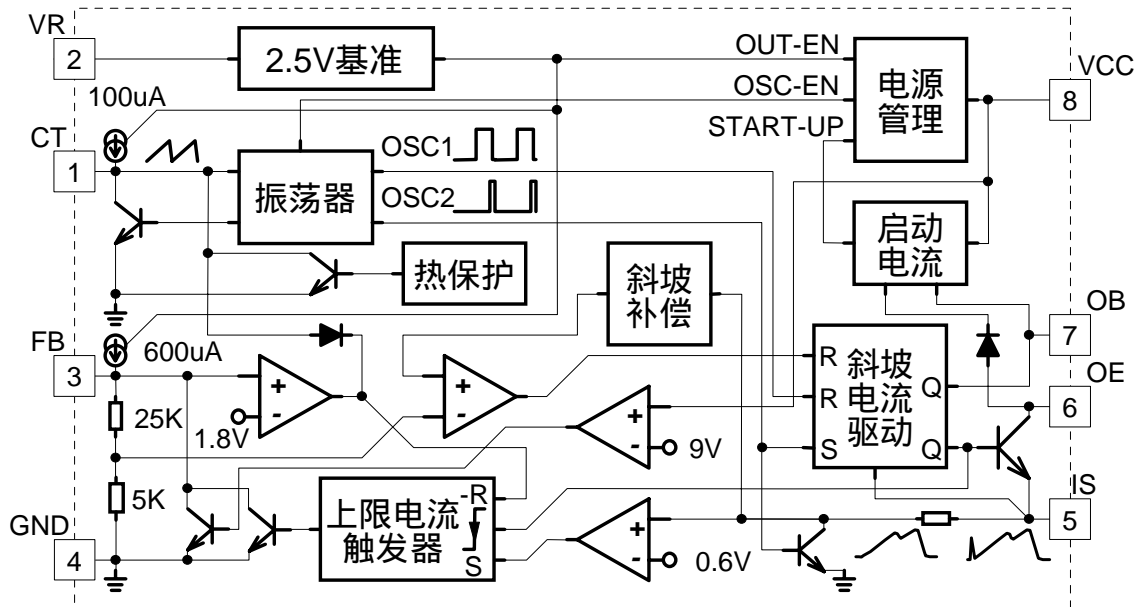 VR
2
2.5V基准
OUT-EN
OSC-EN
START-UP
电源
管理
VCC
8
100uA
CT
1
振荡器
OSC1
OSC2
热保护
斜坡
补偿
启动
电流
OB
7
FB
3
600uA
+
-
1.8V
+
-
R
R
S
斜坡
电流
驱动
Q
Q
OE
6
25K
+
-
9V
5K
GND
4
上限电流
触发器
-R
S
+
-
0.6V
IS
5